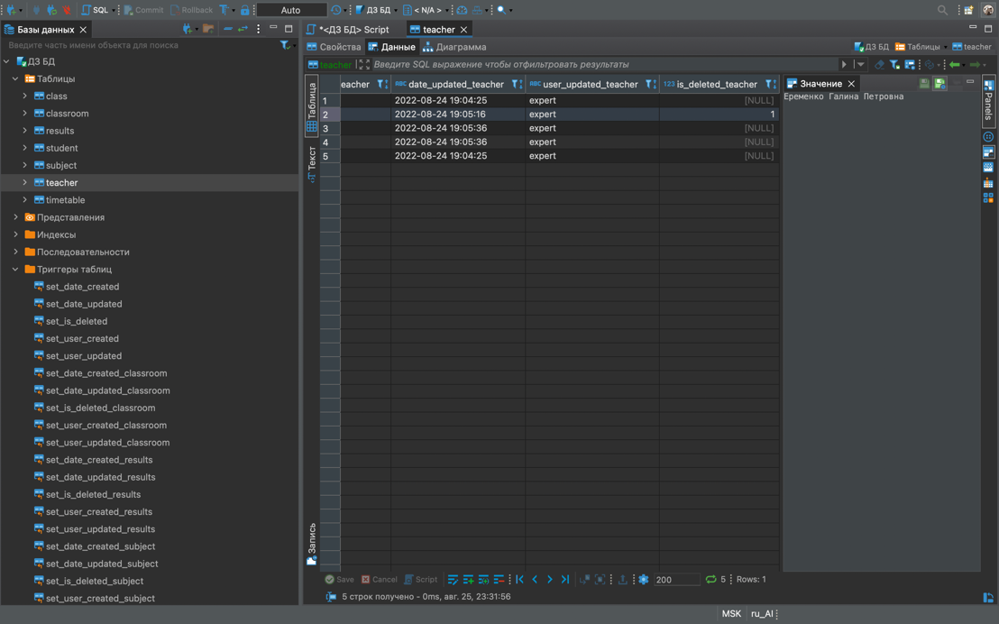 SQL Commit Rollback T Auto ДЗ БД < N/A >
Базы данных
*<ДЗ БД> Script teacher
Введите часть имени объекта для поиска
Свойства Данные Диаграмма ДЗ БД Таблицы teacher
ДЗ БД
teacher Введите SQL выражение чтобы отфильтровать результаты
Таблицы
class
classroom
results
student
subject
teacher
timetable
Представления
Индексы
Последовательности
Триггеры таблиц
set_date_created
set_date_updated
set_is_deleted
set_user_created
set_user_updated
set_date_created_classroom
set_date_updated_classroom
set_is_deleted_classroom
set_user_created_classroom
set_user_updated_classroom
set_date_created_results
set_date_updated_results
set_is_deleted_results
set_user_created_results
set_user_updated_results
set_date_created_subject
set_date_updated_subject
set_is_deleted_subject
set_user_created_subject
Таблица
Текст
Запись
eacher ABC date_updated_teacher ABC user_updated_teacher 123 is_deleted_teacher
1 2022-08-24 19:04:25 expert [NULL]
2 2022-08-24 19:05:16 expert 1
3 2022-08-24 19:05:36 expert [NULL]
4 2022-08-24 19:05:36 expert [NULL]
5 2022-08-24 19:04:25 expert [NULL]
Значение
Еременко Галина Петровна
Panels
Save Cancel Script 200 5 Rows: 1
5 строк получено - 0ms, авг. 25, 23:31:56
MSK ru_AI